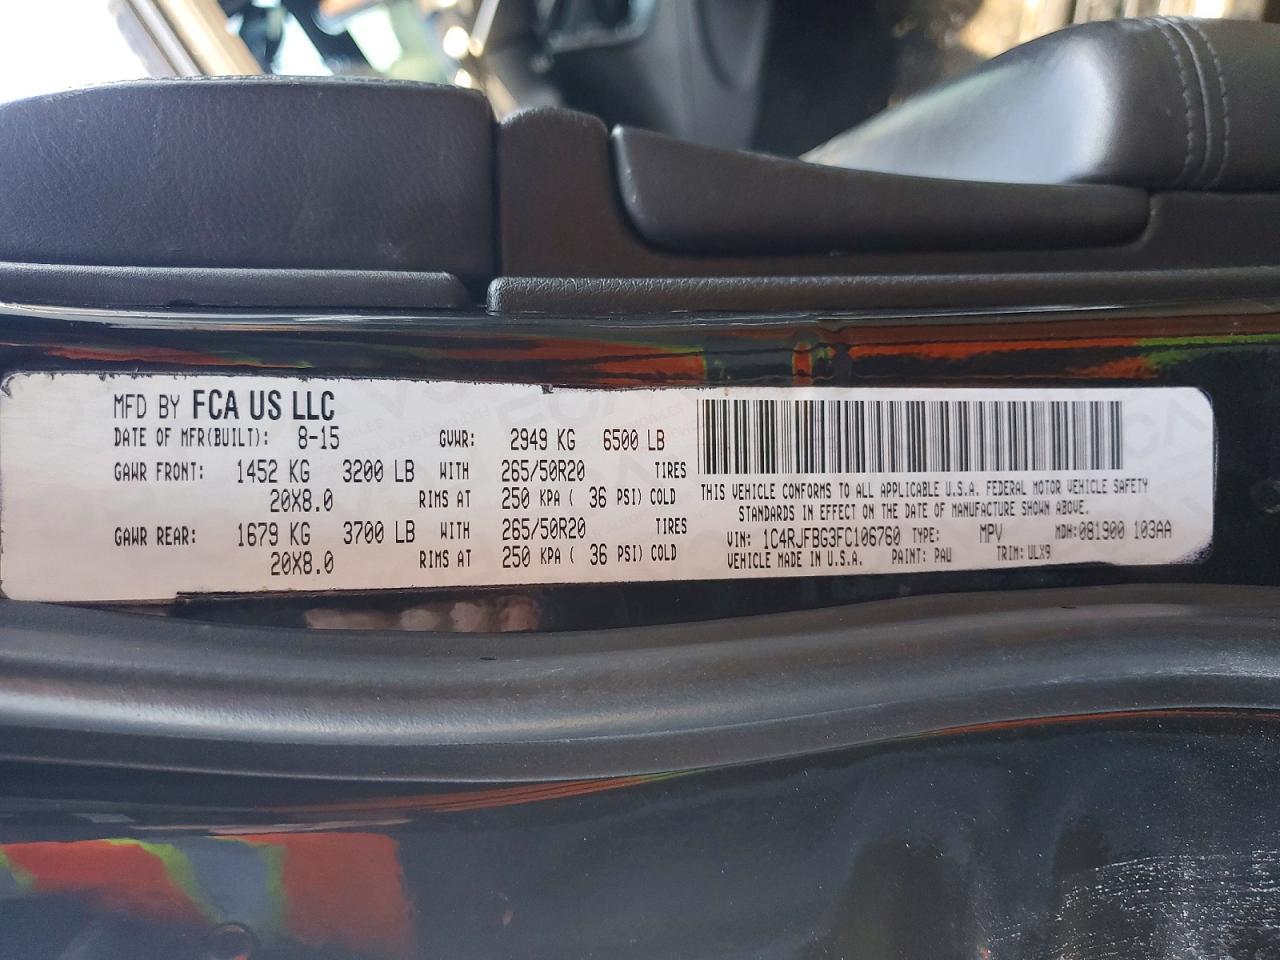 MFD BY FCA US LLC
DATE OF MFR(BUILT): 8-15 GVWR: 2949 KG 6500 LB
GAWR FRONT: 1452 KG 3200 LB WITH 265/50R20 TIRES
20X8.0 RIMS AT 250 KPA ( 36 PSI) COLD
GAWR REAR: 1679 KG 3700 LB WITH 265/50R20 TIRES
20X8.0 RIMS AT 250 KPA ( 36 PSI) COLD
THIS VEHICLE CONFORMS TO ALL APPLICABLE U.S.A. FEDERAL MOTOR VEHICLE SAFETY
STANDARDS IN EFFECT ON THE DATE OF MANUFACTURE SHOWN ABOVE.
VIN: 1C4RJFBG3FC106760 TYPE: MPV MDH:081900 103AA
VEHICLE MADE IN U.S.A. PAINT: PAU TRIM: ULX9